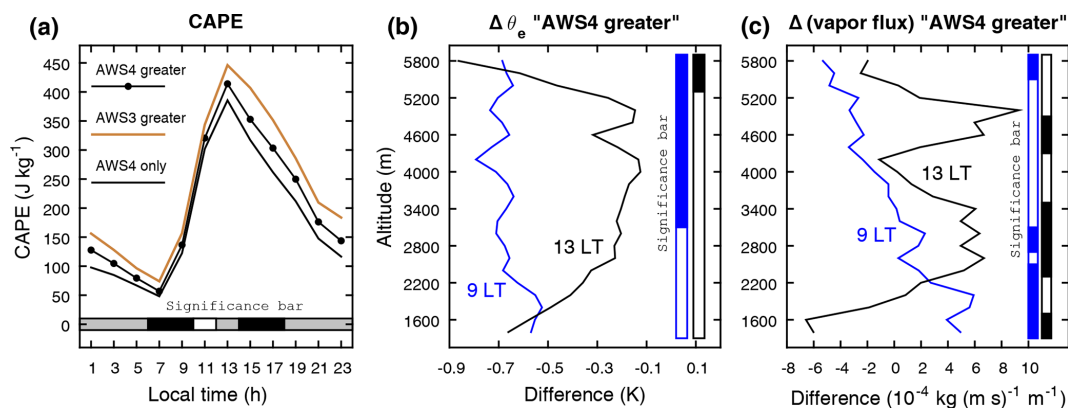 (a) CAPE
CAPE (J kg⁻¹)
450
400
350
300
250
200
150
100
50
0
AWS4 greater
AWS3 greater
AWS4 only
Significance bar
1 3 5 7 9 11 13 15 17 19 21 23
Local time (h)
(b) Δ θe "AWS4 greater"
Altitude (m)
5800
5200
4600
4000
3400
2800
2200
1600
9 LT
13 LT
Significance bar
-0.9 -0.7 -0.5 -0.3 -0.1 0.1
Difference (K)
(c) Δ (vapor flux) "AWS4 greater"
5800
5200
4600
4000
3400
2800
2200
1600
13 LT
9 LT
Significance bar
-8 -4 0 4 8 12
Difference (10⁻⁴ kg (m s)⁻¹ m⁻¹)